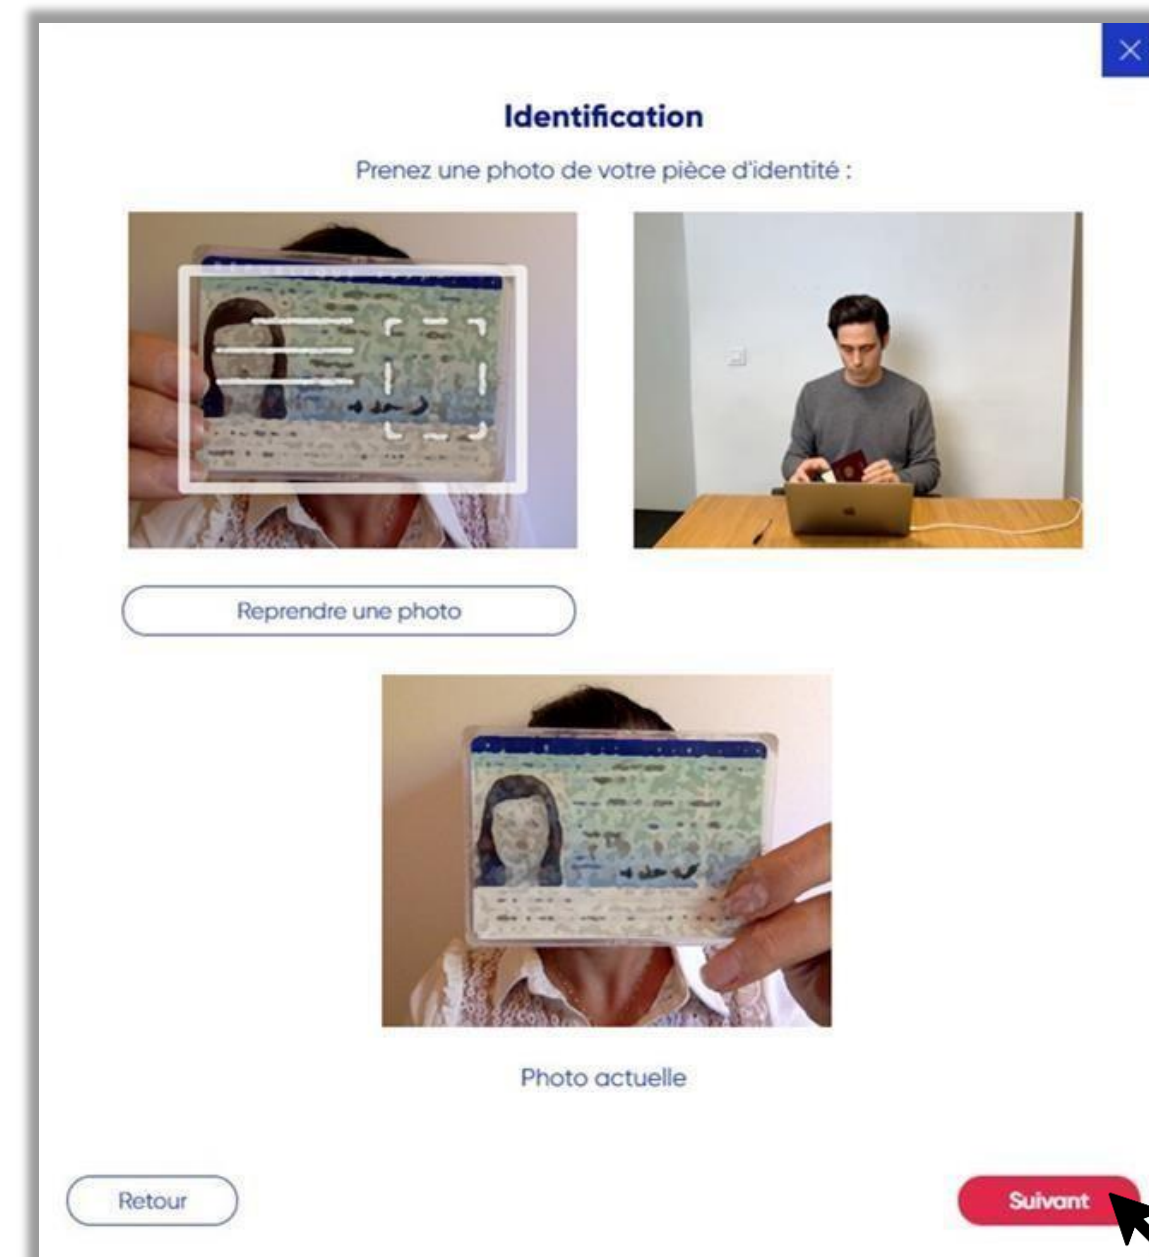 Identification
Prenez une photo de votre pièce d'identité :
Reprendre une photo
Photo actuelle
Retour
Suivant